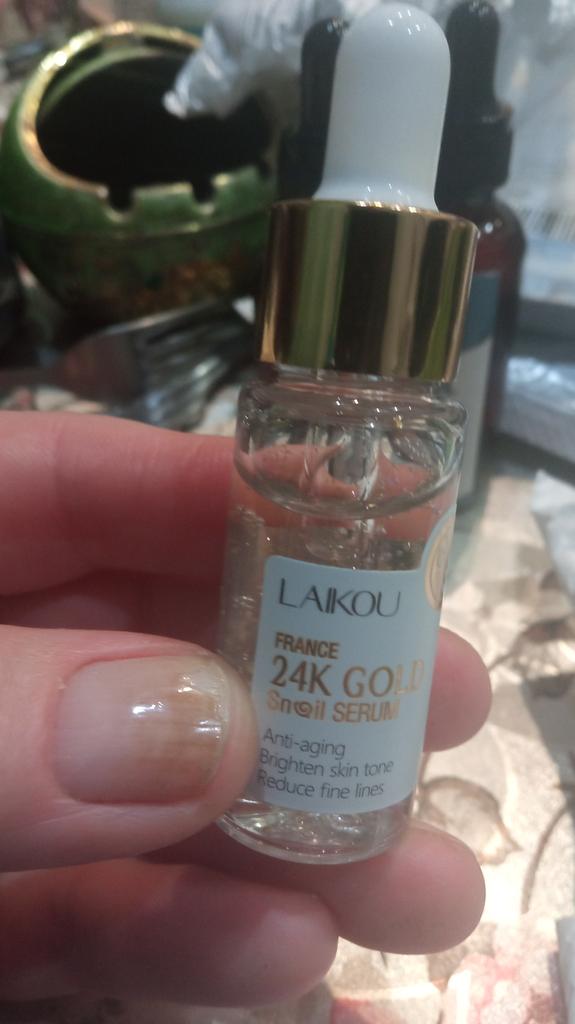 LAIKOU
FRANCE
24K GOLD
Snail SERUM
Anti-aging
Brighten skin tone
Reduce fine lines